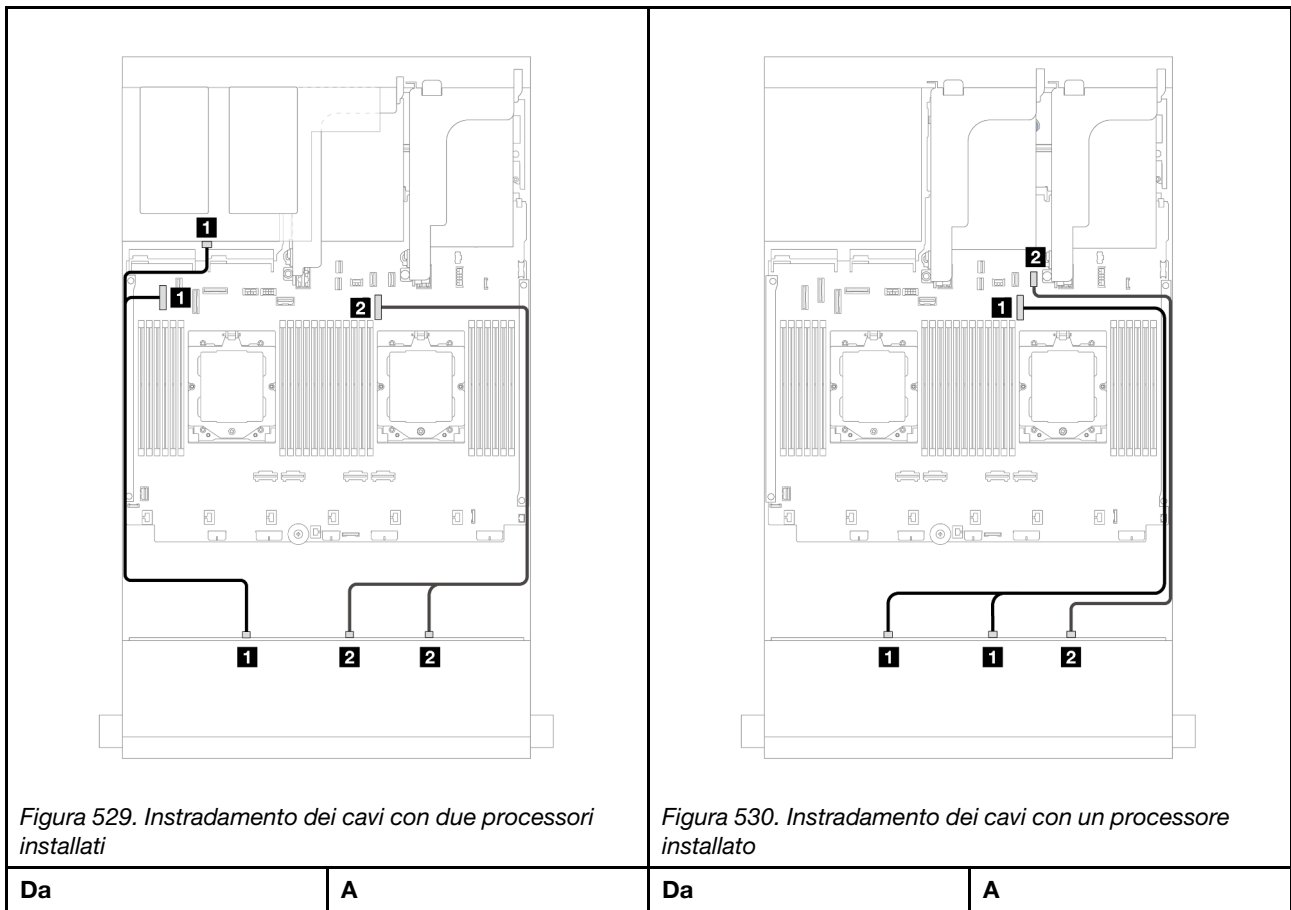 1
1
2
1
2
2
Figura 529. Instradamento dei cavi con due processori
installati
2
1
1
1
2
Figura 530. Instradamento dei cavi con un processore
installato
Da A Da A